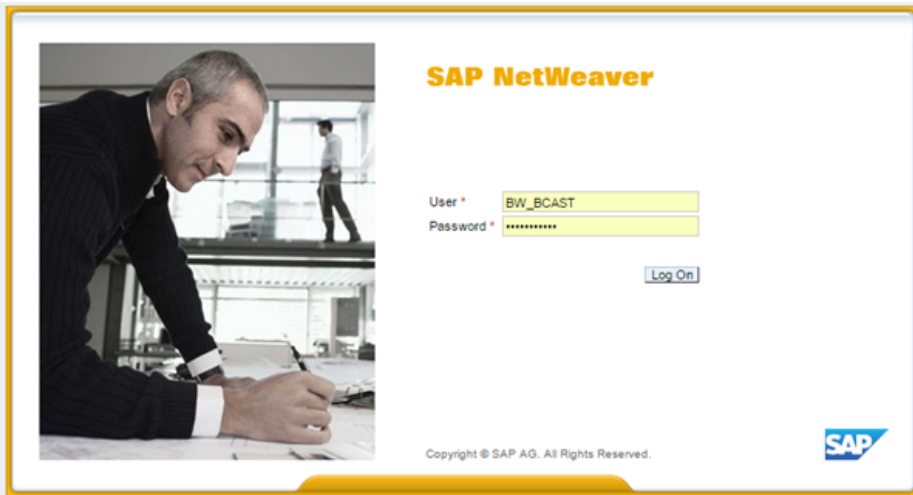 SAP NetWeaver
User * BW_BCAST
Password * •••••••••••
Log On
Copyright © SAP AG. All Rights Reserved.
SAP